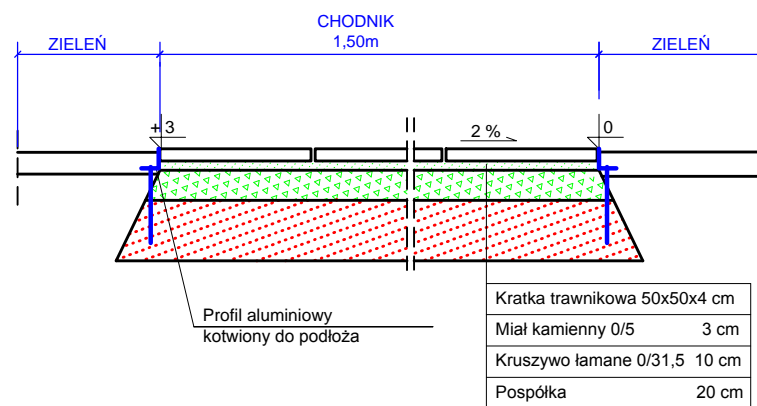 CHODNIK
ZIELEŃ 1,50m ZIELEŃ
+3 2 % 0
Profil aluminiowy
kotwiony do podłoża
Kratka trawnikowa 50x50x4 cm
Miał kamienny 0/5 3 cm
Kruszywo łamane 0/31,5 10 cm
Pospółka 20 cm